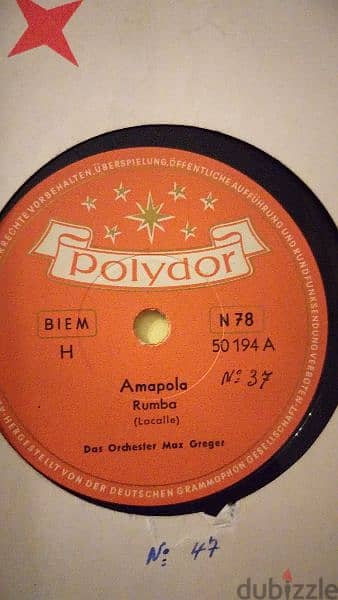 RECHTE VORBEHALTEN. ÜBERSPIELUNG, ÖFFENTLICHE AUFFÜHRUNG UND RUNDFUNKSENDUNG VERBOTEN
polydor
BIEM
N 78
H
50 194 A
Amapola
Nº 37
Rumba
(Lacalle)
Das Orchester Max Greger
HERGESTELLT VON DER DEUTSCHEN GRAMMOPHON GESELLSCHAFT
Nº 47
dubizzle